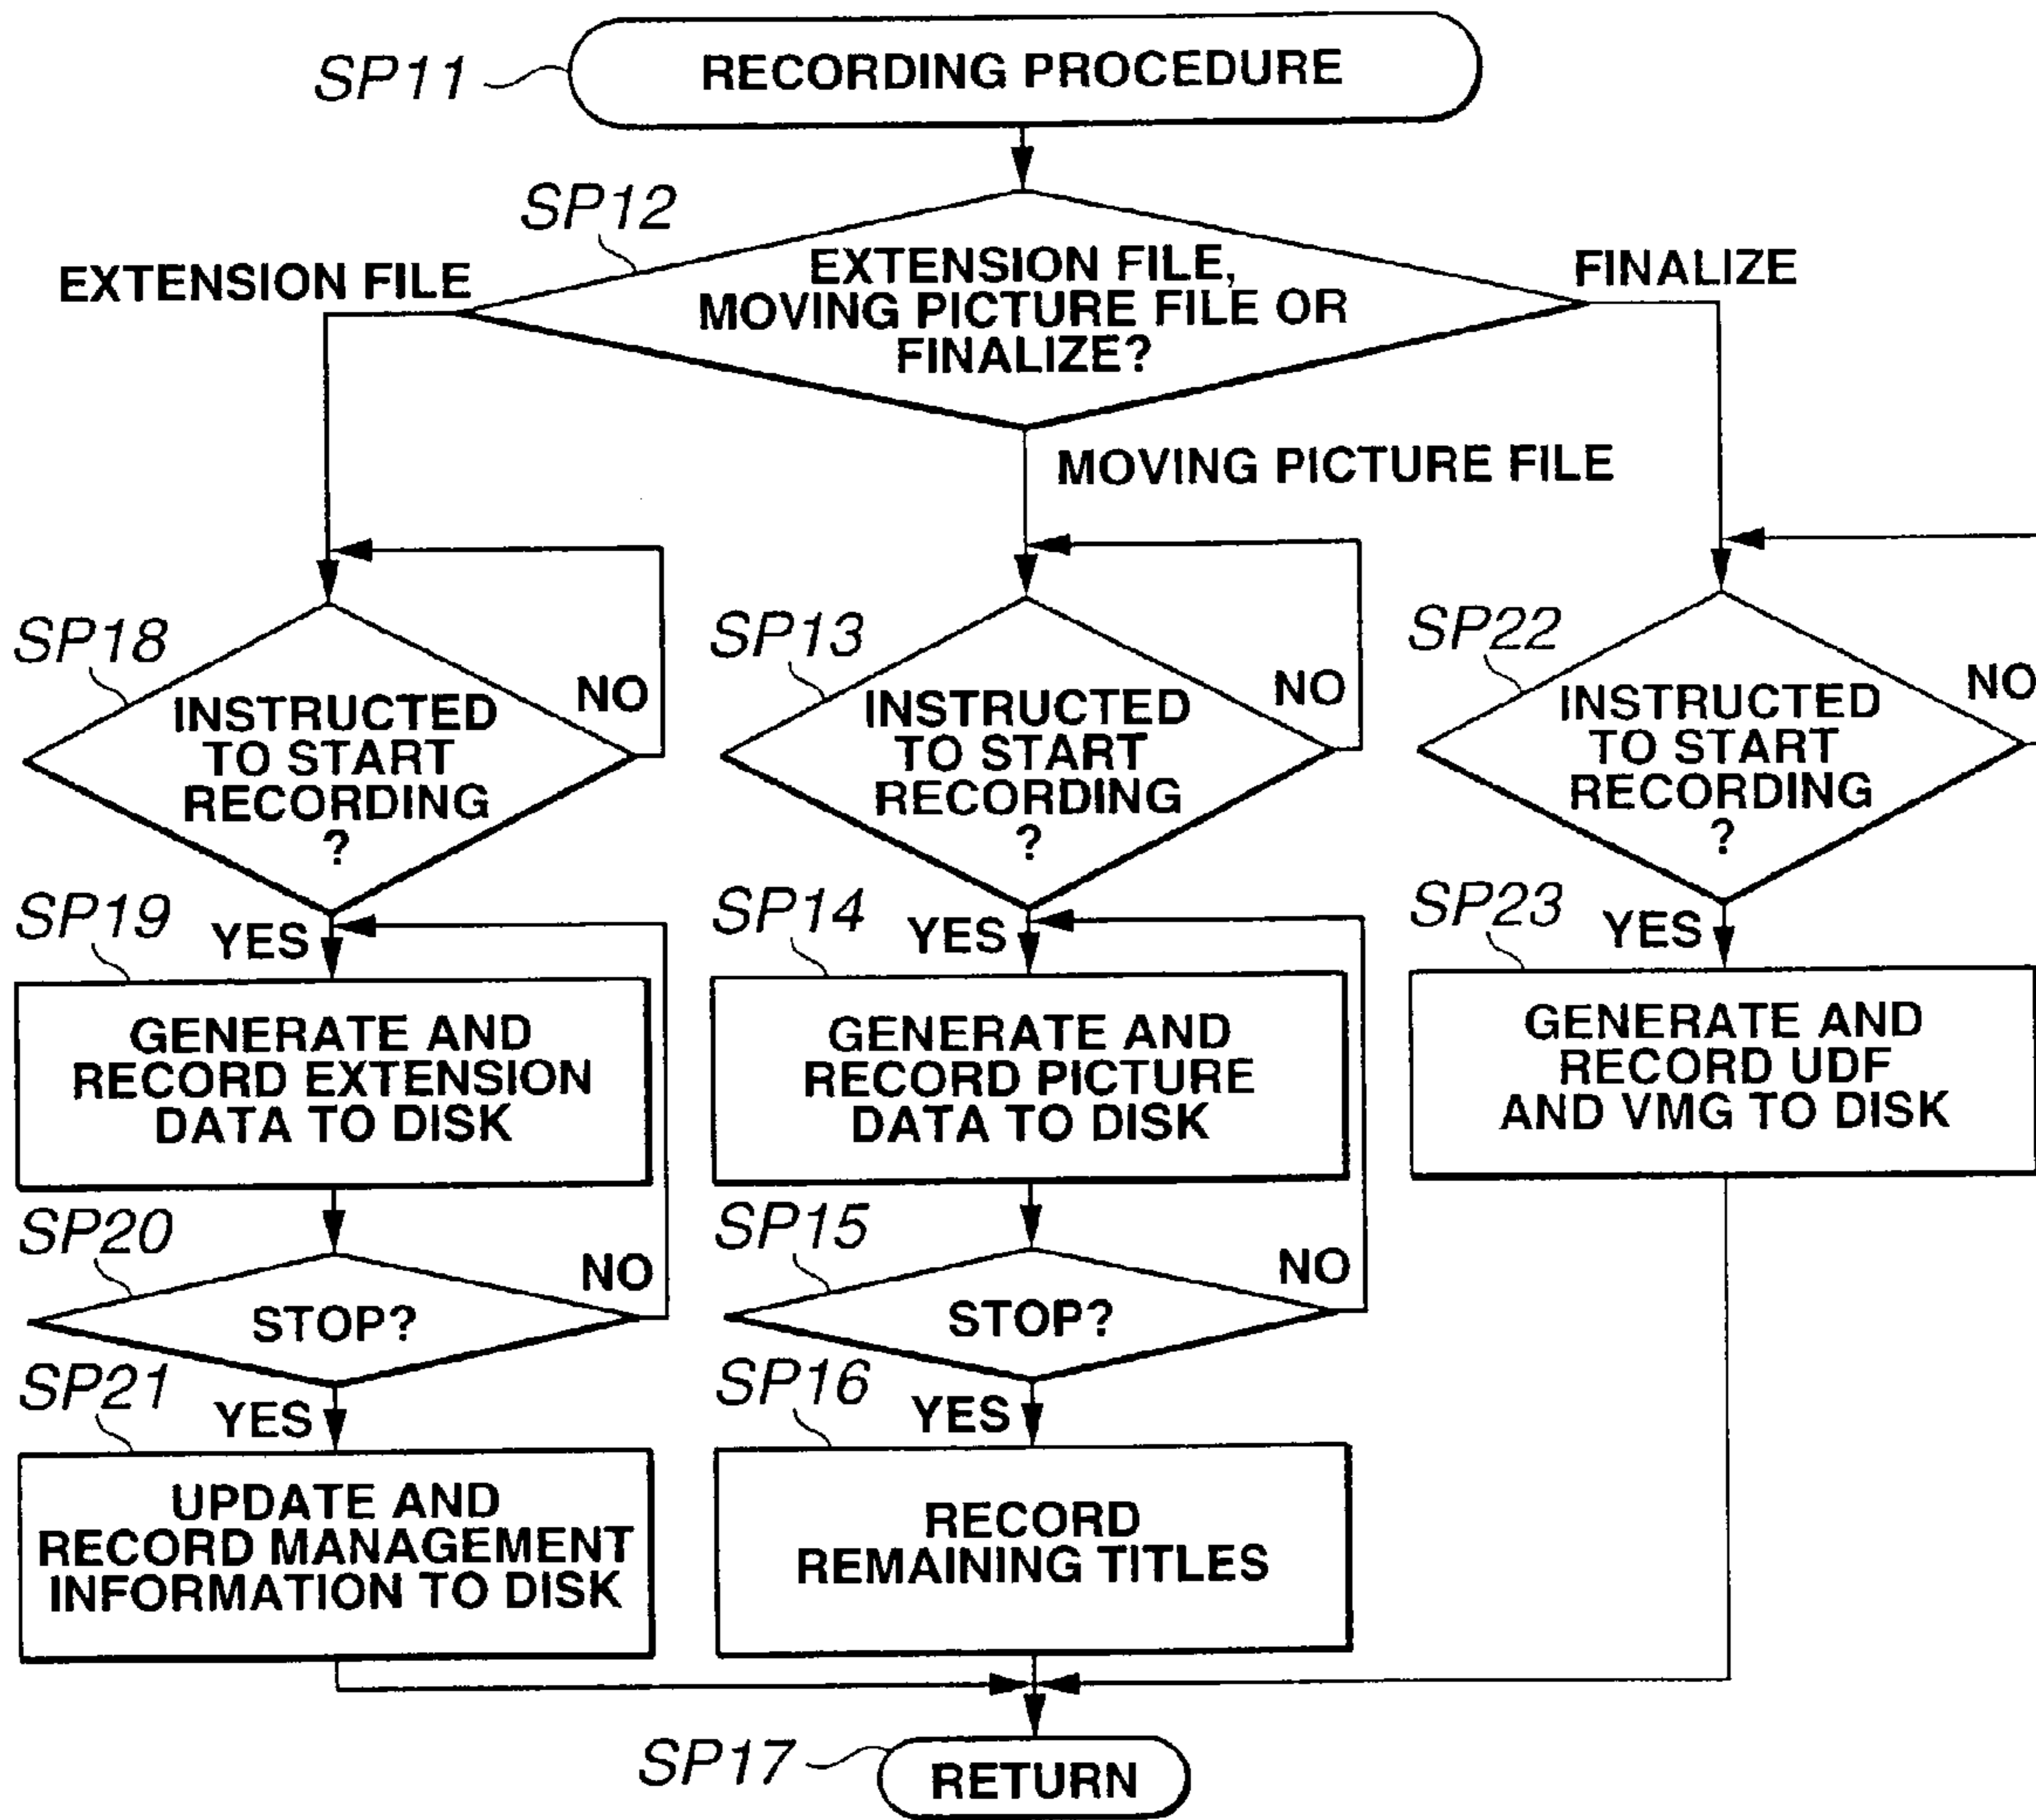 SP11
RECORDING PROCEDURE
SP12
EXTENSION FILE
EXTENSION FILE,
MOVING PICTURE FILE OR
FINALIZE?
FINALIZE
MOVING PICTURE FILE
SP18
INSTRUCTED
TO START
RECORDING
?
NO
SP13
INSTRUCTED
TO START
RECORDING
?
NO
SP22
INSTRUCTED
TO START
RECORDING
?
NO
SP19
YES
GENERATE AND
RECORD EXTENSION
DATA TO DISK
SP14
YES
GENERATE AND
RECORD PICTURE
DATA TO DISK
SP23
YES
GENERATE AND
RECORD UDF
AND VMG TO DISK
SP20
STOP?
NO
SP15
STOP?
NO
SP21
YES
UPDATE AND
RECORD MANAGEMENT
INFORMATION TO DISK
SP16
YES
RECORD
REMAINING TITLES
SP17
RETURN